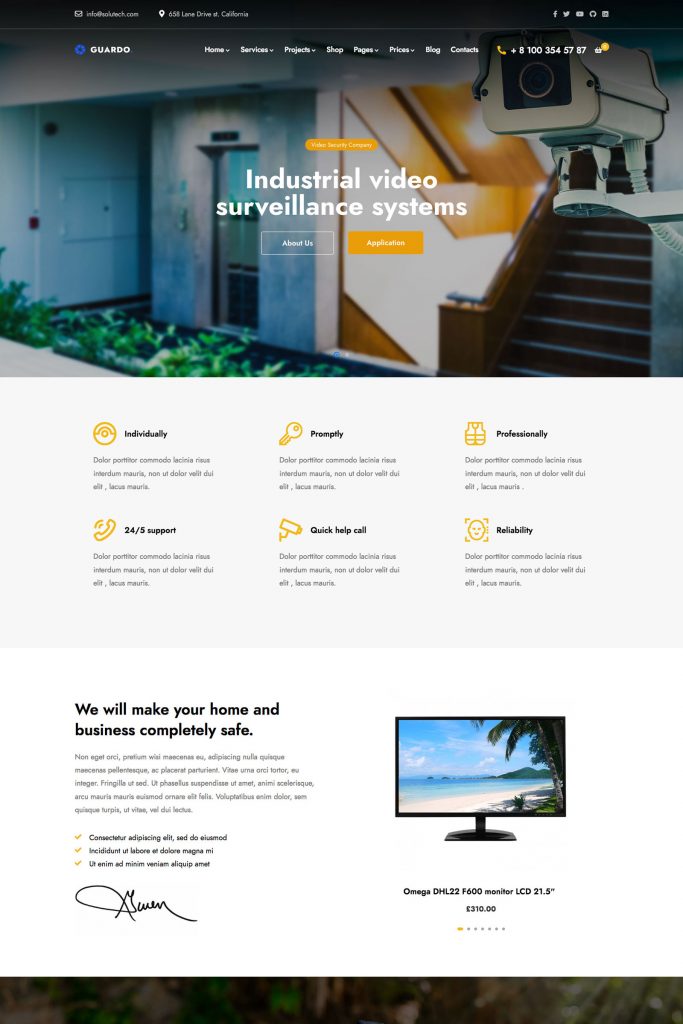 info@solutech.com 658 Lane Drive st. California
GUARDO Home Services Projects Shop Pages Prices Blog Contacts + 8 100 354 57 87 0
Video Security Company
Industrial video
surveillance systems
About Us Application
Individually Promptly Professionally
Dolor porttitor commodo lacinia risus Dolor porttitor commodo lacinia risus Dolor porttitor commodo lacinia risus
interdum mauris, non ut dolor velit dui interdum mauris, non ut dolor velit dui interdum mauris, non ut dolor velit dui
elit , lacus mauris. elit , lacus mauris. elit , lacus mauris .
24/5 support Quick help call Reliability
Dolor porttitor commodo lacinia risus Dolor porttitor commodo lacinia risus Dolor porttitor commodo lacinia risus
interdum mauris, non ut dolor velit dui interdum mauris, non ut dolor velit dui interdum mauris, non ut dolor velit dui
elit , lacus mauris. elit , lacus mauris. elit , lacus mauris.
We will make your home and
business completely safe.
Non eget orci, pretium wisi maecenas eu, adipiscing nulla quisque
maecenas pellentesque, ac placerat parturient. Vitae urna orci tortor, eu
integer. Fringilla ut sed. Ut phasellus suspendisse ut amet, animi scelerisque,
arcu mauris mauris euismod ornare elit felis. Voluptatibus enim dolor, sem
quisque turpis, ut vitae, vel dui lectus.
Consectetur adipiscing elit, sed do eiusmod
Incididunt ut labore et dolore magna mi
Ut enim ad minim veniam aliquip amet
Omega DHL22 F600 monitor LCD 21.5"
£310.00